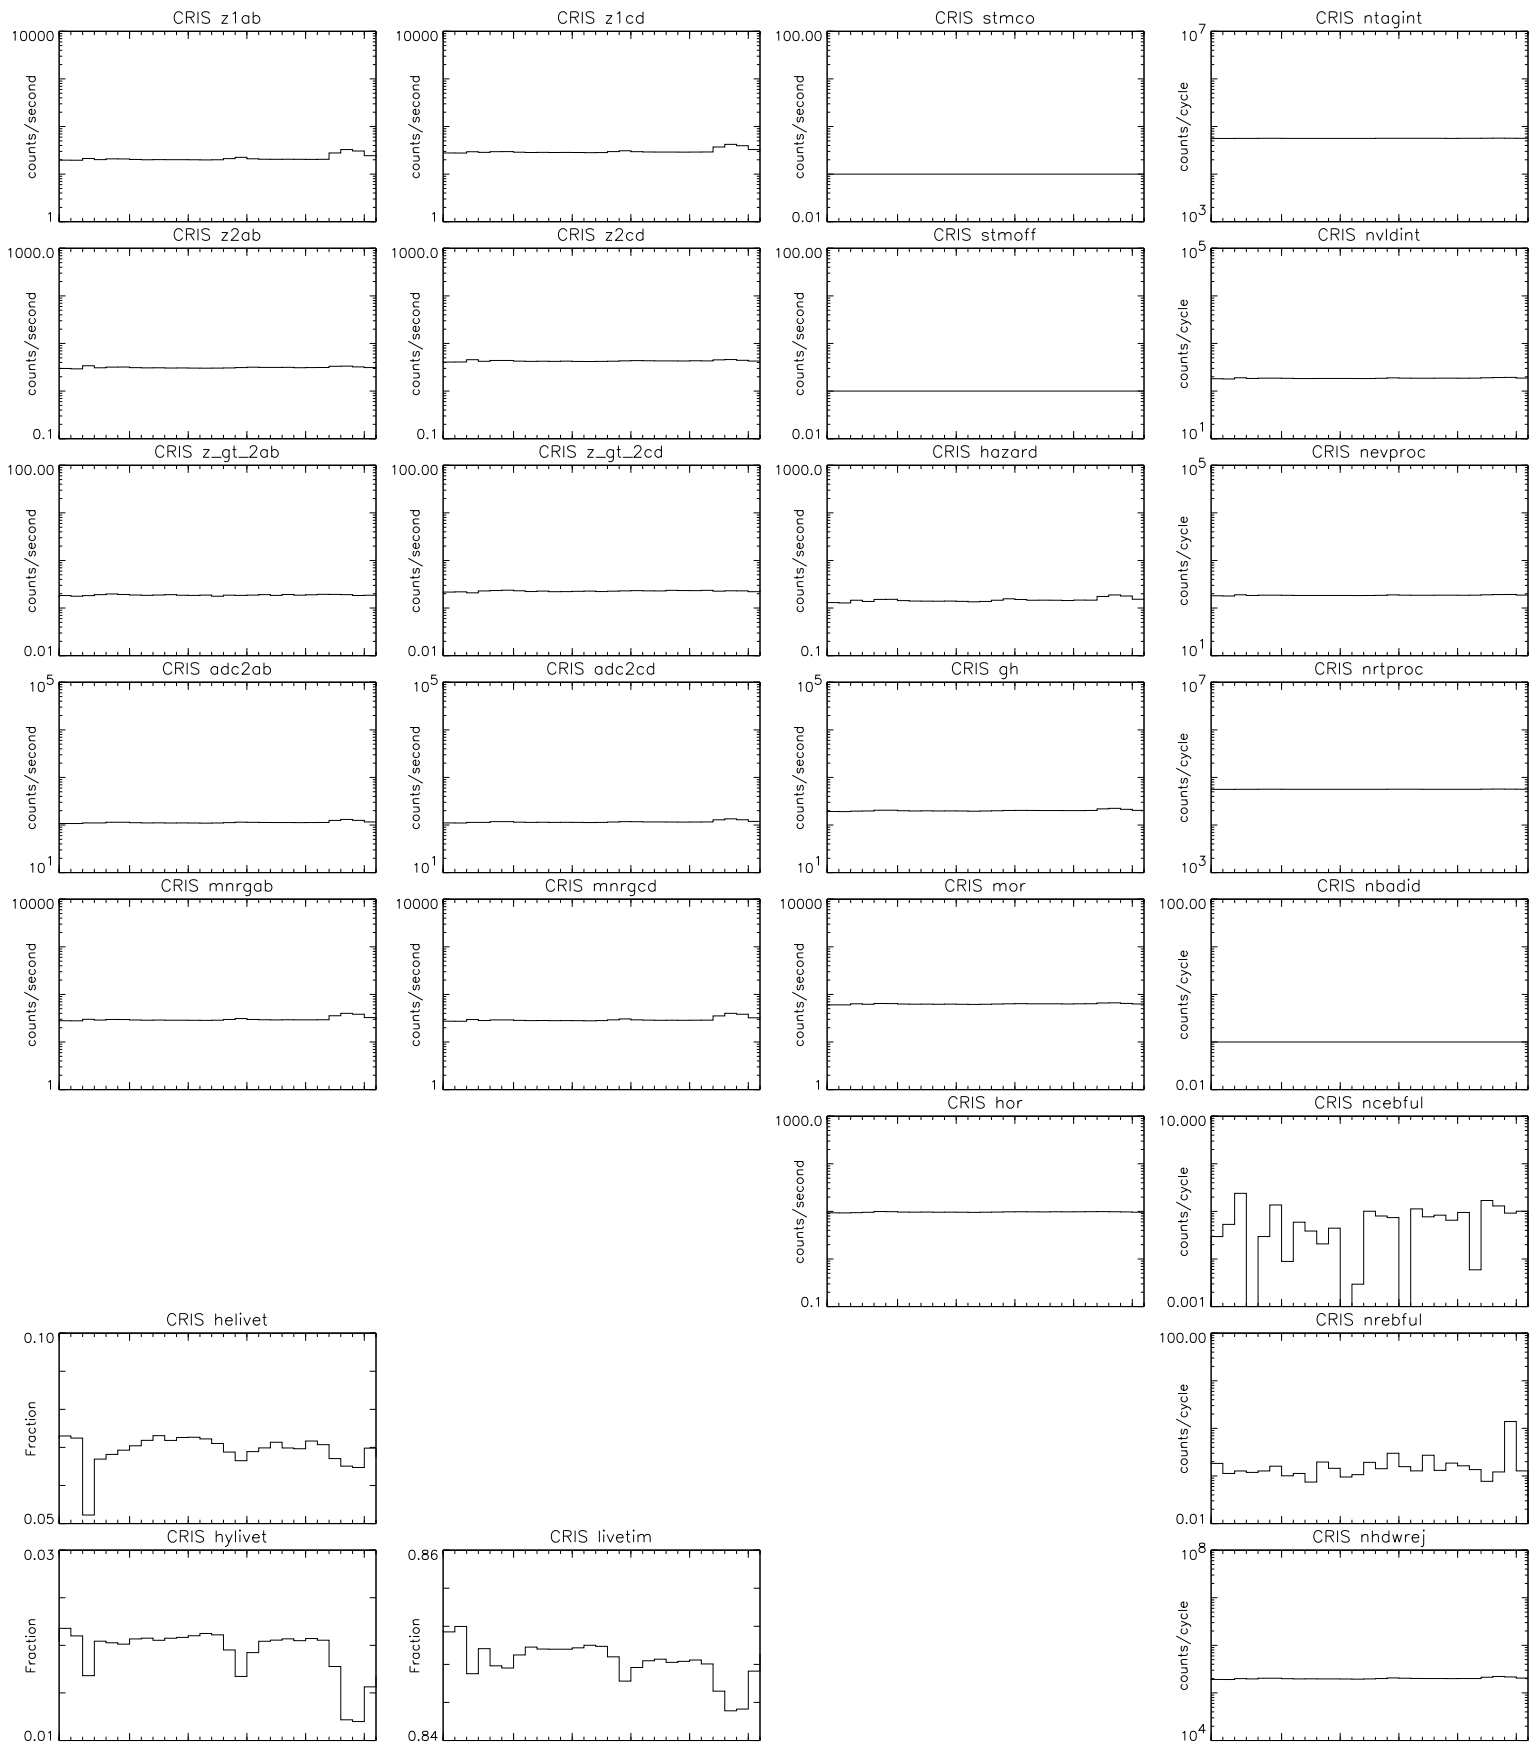 CRIS z1ab
CRIS z1cd
CRIS stmco
CRIS ntagint
10000
counts/second
1
10000
counts/second
1
100.00
counts/second
0.01
10^7
counts/cycle
10^3
CRIS z2ab
CRIS z2cd
CRIS stmoff
CRIS nvldint
1000.0
counts/second
0.1
1000.0
counts/second
0.1
100.00
counts/second
0.01
10^5
counts/cycle
10^1
CRIS z_gt_2ab
CRIS z_gt_2cd
CRIS hazard
CRIS nevproc
100.00
counts/second
0.01
100.00
counts/second
0.01
1000.0
counts/second
0.1
10^5
counts/cycle
10^1
CRIS adc2ab
CRIS adc2cd
CRIS gh
CRIS nrtproc
10^5
counts/second
10^1
10^5
counts/second
10^1
10^5
counts/second
10^1
10^7
counts/cycle
10^3
CRIS mnrgab
CRIS mnrgcd
CRIS mor
CRIS nbadid
10000
counts/second
1
10000
counts/second
1
10000
counts/second
1
100.00
counts/cycle
0.01
CRIS hor
CRIS ncebful
1000.0
counts/second
0.1
10.000
counts/cycle
0.001
CRIS helivet
CRIS nrebful
0.10
Fraction
0.05
100.00
counts/cycle
0.01
CRIS hylivet
CRIS livetim
CRIS nhdwrej
0.03
Fraction
0.01
0.86
Fraction
0.84
10^8
counts/cycle
10^4